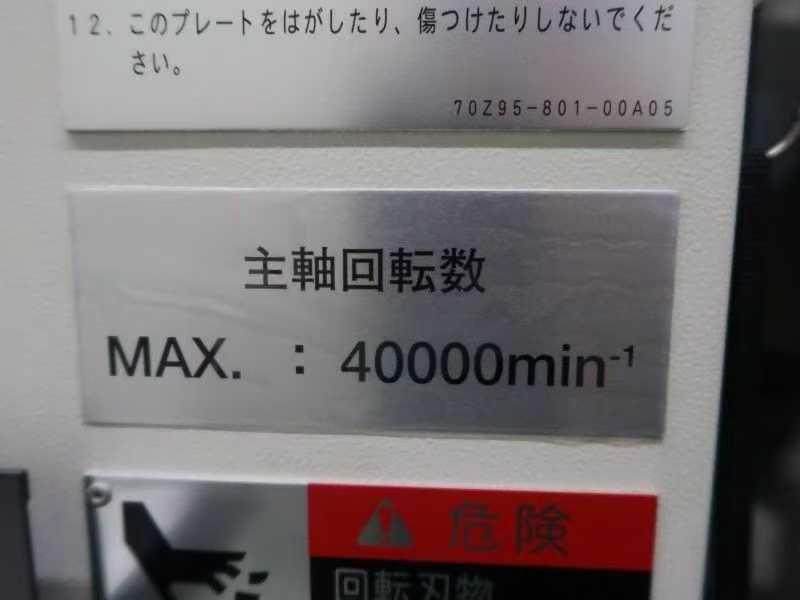 12. このプレートをはがしたり、傷つけたりしないでくだ
さい。
70Z95-801-00A05
主軸回転数
MAX. : 40000min⁻¹
危険
回転刃物